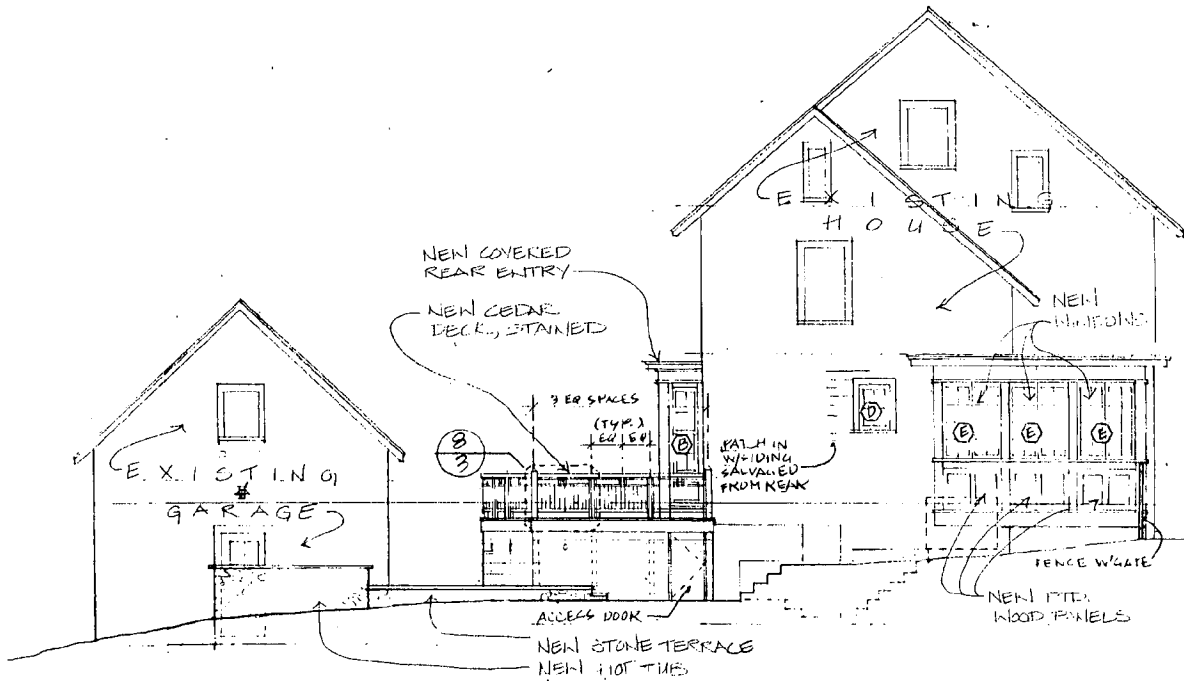 EXISTING
HOUSE
NEW COVERED
REAR ENTRY
NEW CEDAR
DECK, STAINED
NEW
WINDOWS
3 EQ SPACES
(TYP.)
EQ EQ
8
3
B
D
E
E
E
PATCH IN
W/SIDING
SALVAGED
FROM REAR
EXISTING
GARAGE
FENCE W/GATE
NEW PTD.
WOOD PANELS
ACCESS DOOR
NEW STONE TERRACE
NEW HOT TUB